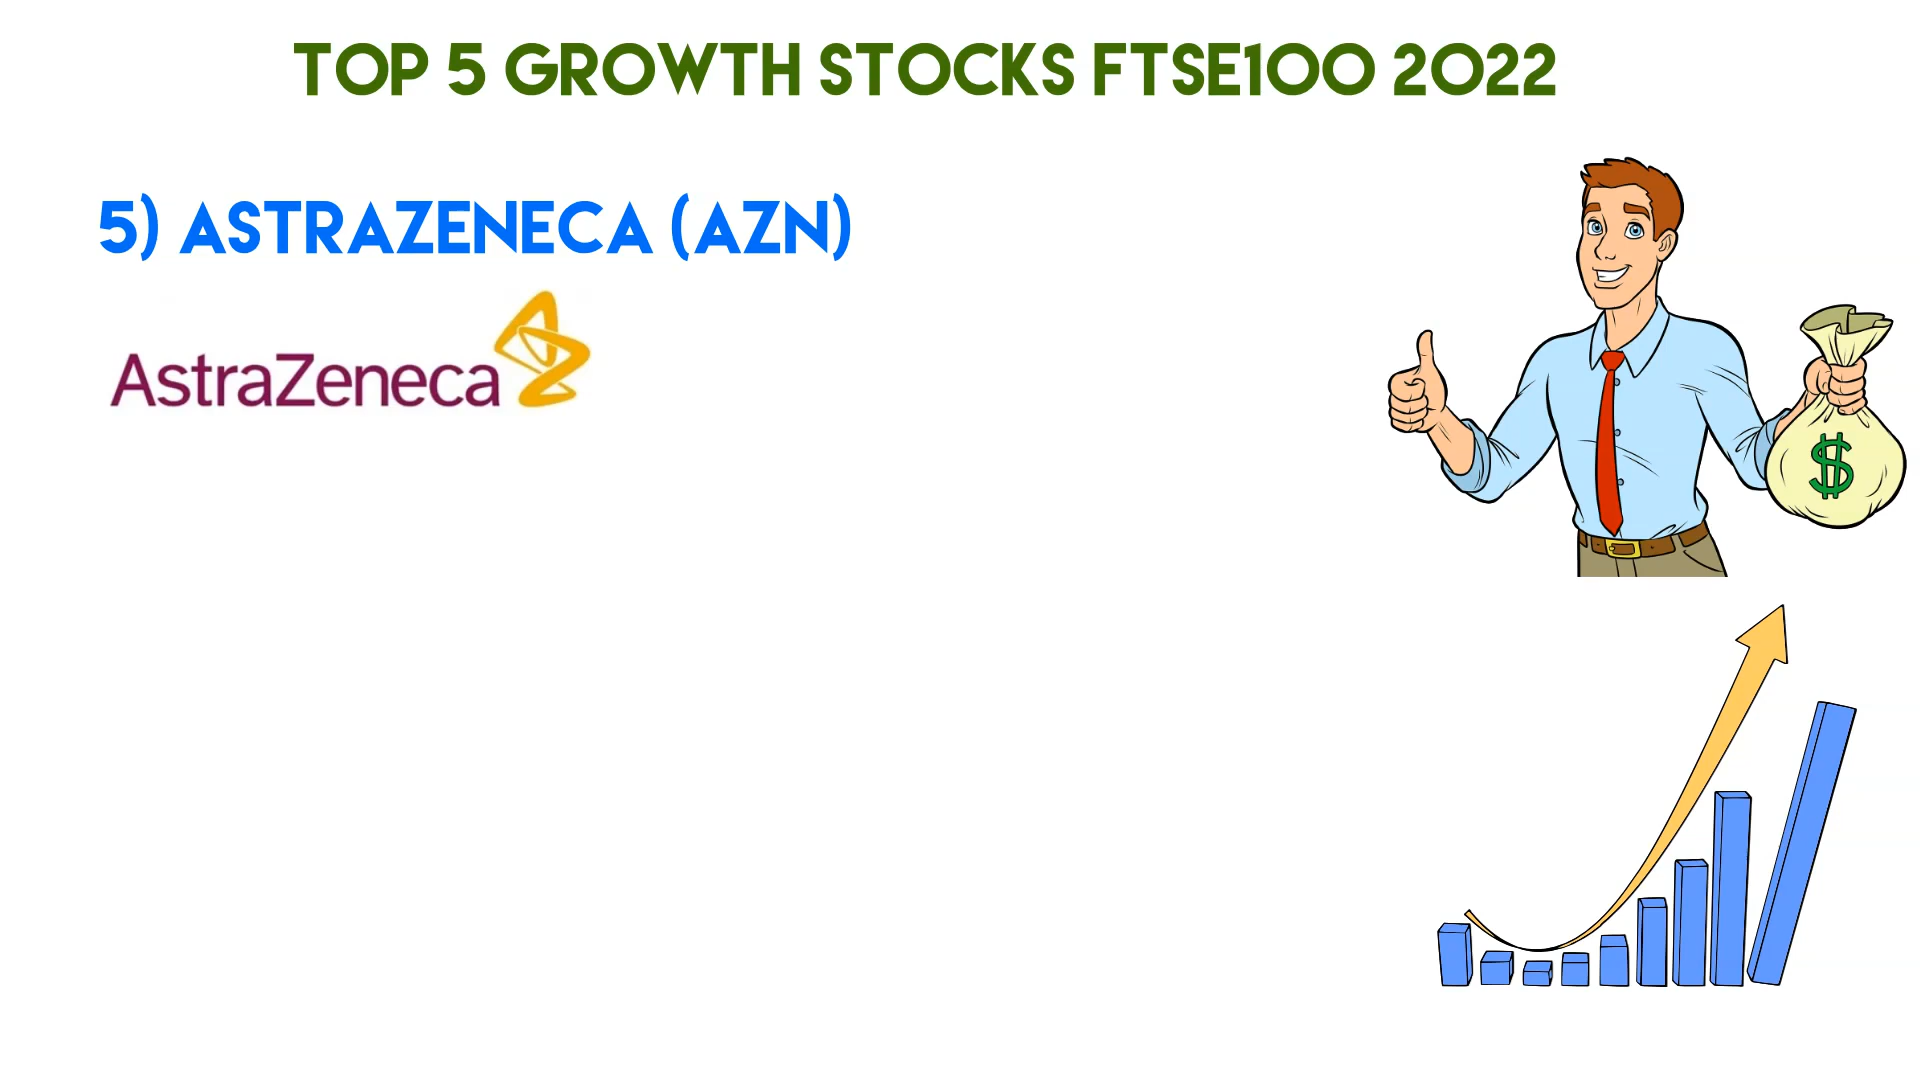 TOP 5 GROWTH STOCKS FTSE100 2022
5) ASTRAZENECA (AZN)
AstraZeneca
$